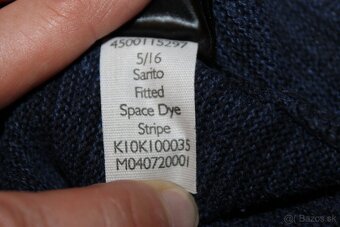 4500115297
5/16
Sarito
Fitted
Space Dye
Stripe
K10K100035
M040720001
Bazos.sk